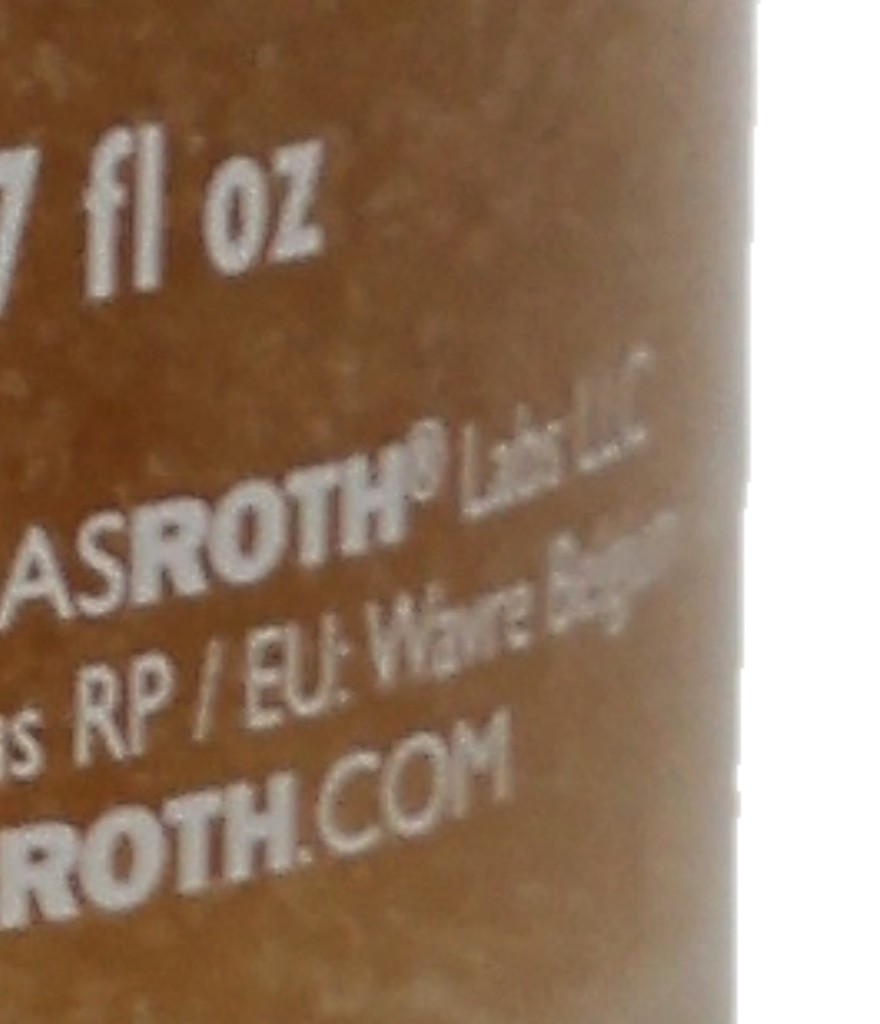 7 fl oz
ASROTH® Labs LLC
s RP / EU: Wavre Belgium
ROTH.COM